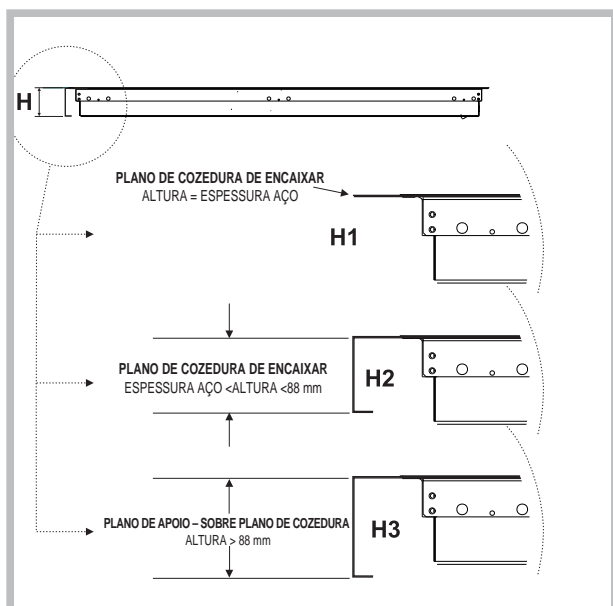 H
PLANO DE COZEDURA DE ENCAIXAR
ALTURA = ESPESSURA AÇO
H1
PLANO DE COZEDURA DE ENCAIXAR
ESPESSURA AÇO <ALTURA <88 mm
H2
PLANO DE APOIO – SOBRE PLANO DE COZEDURA
ALTURA > 88 mm
H3